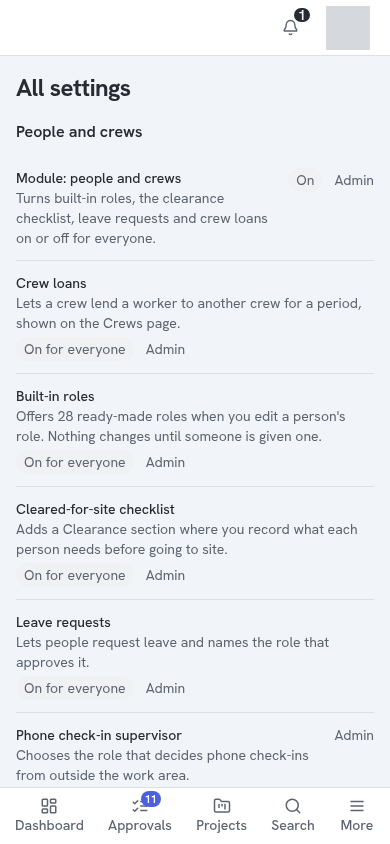 1
All settings
People and crews
Module: people and crews
On
Admin
Turns built-in roles, the clearance
checklist, leave requests and crew loans
on or off for everyone.
Crew loans
Lets a crew lend a worker to another crew for a period,
shown on the Crews page.
On for everyone
Admin
Built-in roles
Offers 28 ready-made roles when you edit a person's
role. Nothing changes until someone is given one.
On for everyone
Admin
Cleared-for-site checklist
Adds a Clearance section where you record what each
person needs before going to site.
On for everyone
Admin
Leave requests
Lets people request leave and names the role that
approves it.
On for everyone
Admin
Phone check-in supervisor
Admin
Chooses the role that decides phone check-ins
from outside the work area.
11
Dashboard
Approvals
Projects
Search
More